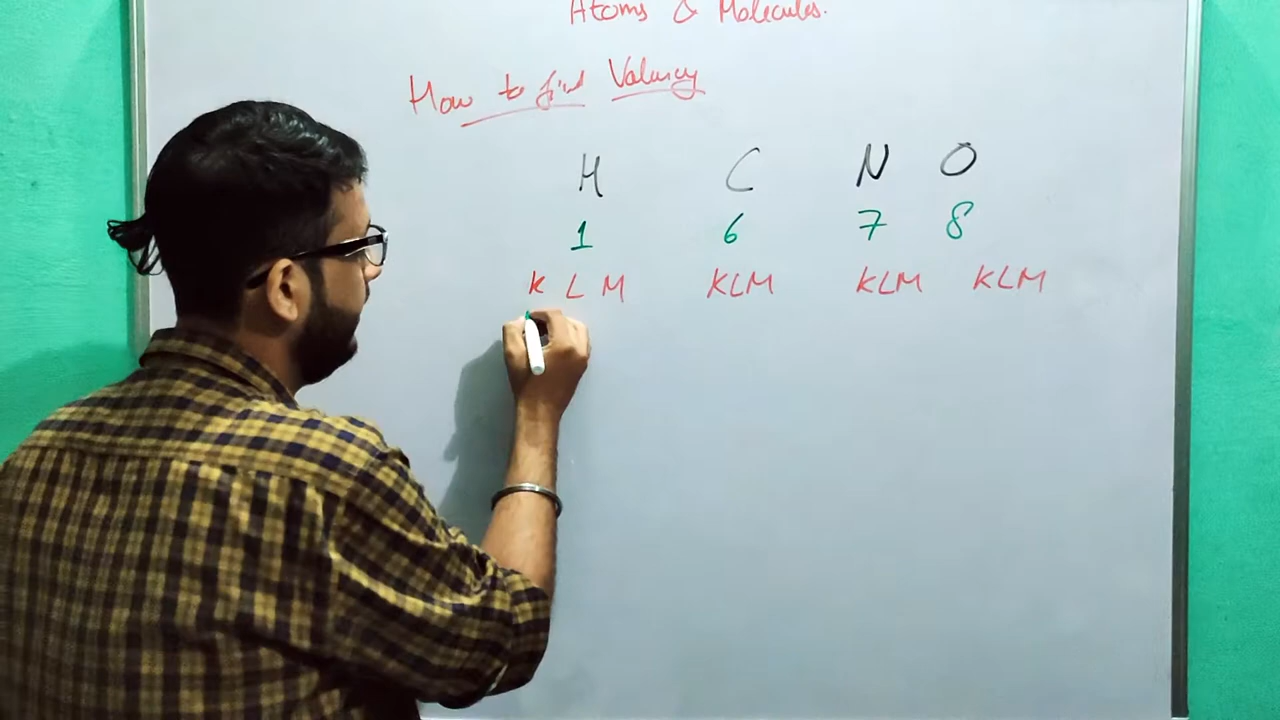 Atoms & Molecules.
How to find Valency
H C N O
1 6 7 8
K L M KLM KLM KLM